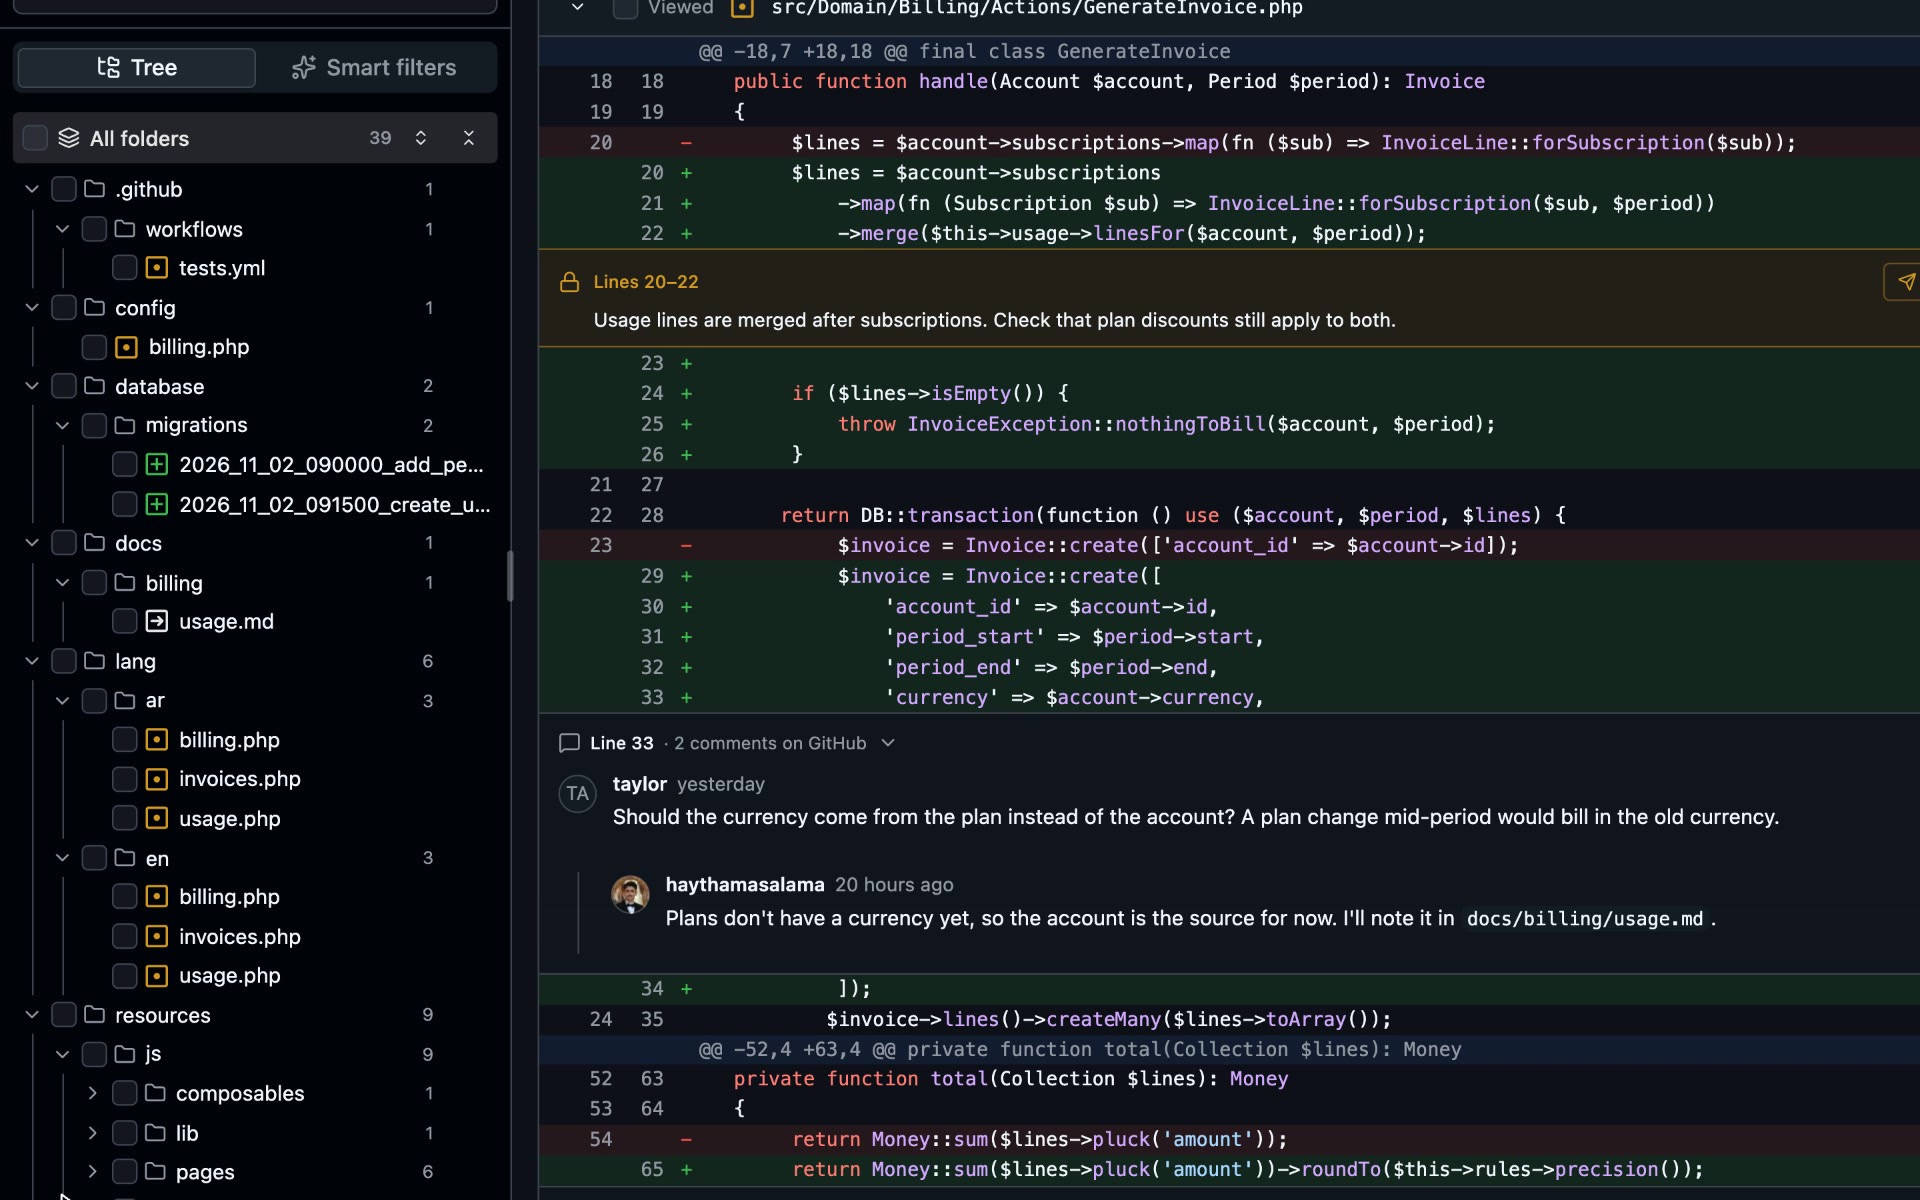 Tree
Smart filters
All folders 39
.github 1
workflows 1
tests.yml
config 1
billing.php
database 2
migrations 2
2026_11_02_090000_add_pe...
2026_11_02_091500_create_u...
docs 1
billing 1
usage.md
lang 6
ar 3
billing.php
invoices.php
usage.php
en 3
billing.php
invoices.php
usage.php
resources 9
js 9
composables 1
lib 1
pages 6
Viewed src/Domain/Billing/Actions/GenerateInvoice.php
@@ -18,7 +18,18 @@ final class GenerateInvoice
18 18 public function handle(Account $account, Period $period): Invoice
19 19 {
20 - $lines = $account->subscriptions->map(fn ($sub) => InvoiceLine::forSubscription($sub));
20 + $lines = $account->subscriptions
21 + ->map(fn (Subscription $sub) => InvoiceLine::forSubscription($sub, $period))
22 + ->merge($this->usage->linesFor($account, $period));
Lines 20–22
Usage lines are merged after subscriptions. Check that plan discounts still apply to both.
23 +
24 + if ($lines->isEmpty()) {
25 + throw InvoiceException::nothingToBill($account, $period);
26 + }
21 27
22 28 return DB::transaction(function () use ($account, $period, $lines) {
23 - $invoice = Invoice::create(['account_id' => $account->id]);
29 + $invoice = Invoice::create([
30 + 'account_id' => $account->id,
31 + 'period_start' => $period->start,
32 + 'period_end' => $period->end,
33 + 'currency' => $account->currency,
Line 33 · 2 comments on GitHub
TA taylor yesterday
Should the currency come from the plan instead of the account? A plan change mid-period would bill in the old currency.
haythamasalama 20 hours ago
Plans don't have a currency yet, so the account is the source for now. I'll note it in docs/billing/usage.md .
34 + ]);
24 35 $invoice->lines()->createMany($lines->toArray());
@@ -52,4 +63,4 @@ private function total(Collection $lines): Money
52 63 private function total(Collection $lines): Money
53 64 {
54 - return Money::sum($lines->pluck('amount'));
65 + return Money::sum($lines->pluck('amount'))->roundTo($this->rules->precision());